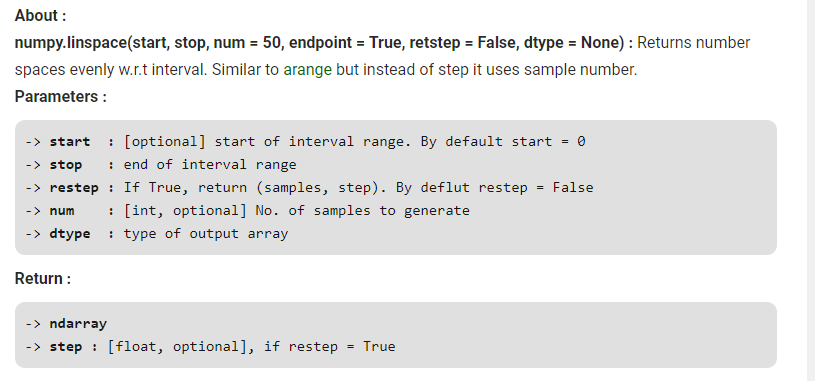 About :
numpy.linspace(start, stop, num = 50, endpoint = True, retstep = False, dtype = None) : Returns number
spaces evenly w.r.t interval. Similar to arange but instead of step it uses sample number.
Parameters :
-> start  : [optional] start of interval range. By default start = 0
-> stop   : end of interval range
-> restep : If True, return (samples, step). By deflut restep = False
-> num    : [int, optional] No. of samples to generate
-> dtype  : type of output array
Return :
-> ndarray
-> step : [float, optional], if restep = True